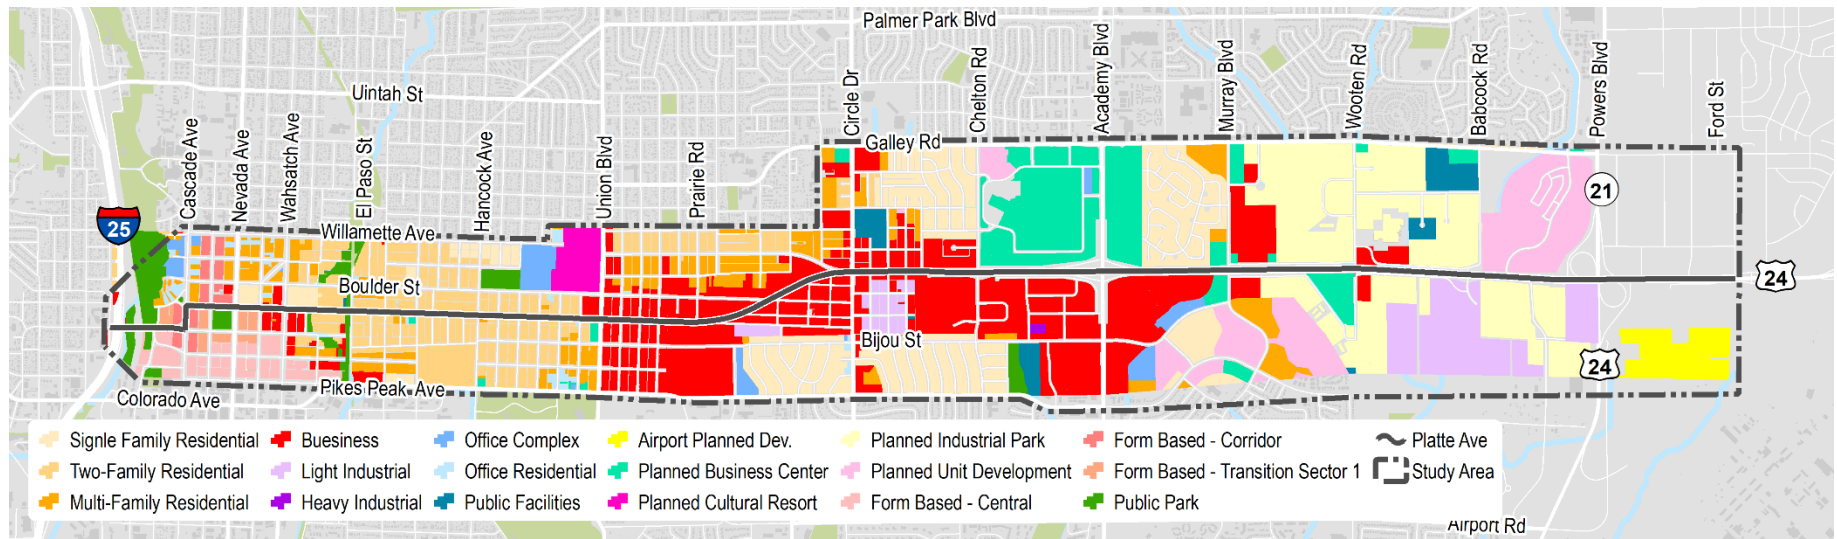 Palmer Park Blvd
Uintah St
Cascade Ave
Nevada Ave
Wahsatch Ave
El Paso St
Hancock Ave
Union Blvd
Prairie Rd
Circle Dr
Chelton Rd
Academy Blvd
Murray Blvd
Wooten Rd
Babcock Rd
Powers Blvd
Ford St
Galley Rd
21
25
Willamette Ave
Boulder St
24
Bijou St
24
Pikes Peak Ave
Colorado Ave
Signle Family Residential
Two-Family Residential
Multi-Family Residential
Buesiness
Light Industrial
Heavy Industrial
Office Complex
Office Residential
Public Facilities
Airport Planned Dev.
Planned Business Center
Planned Cultural Resort
Planned Industrial Park
Planned Unit Development
Form Based - Central
Form Based - Corridor
Form Based - Transition Sector 1
Public Park
Platte Ave
Study Area
Airport Rd